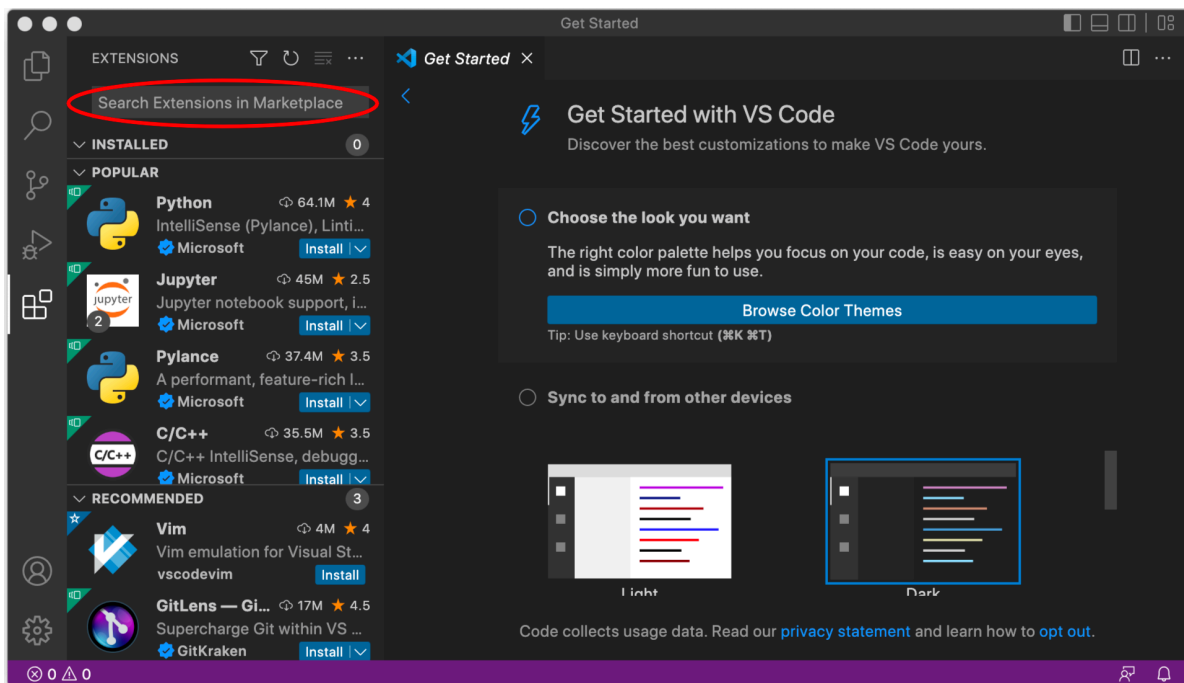 Get Started
EXTENSIONS
Search Extensions in Marketplace
INSTALLED 0
POPULAR
Python 64.1M 4
IntelliSense (Pylance), Linti...
Microsoft Install
Jupyter 45M 2.5
Jupyter notebook support, i...
Microsoft Install
jupyter
2
Pylance 37.4M 3.5
A performant, feature-rich l...
Microsoft Install
C/C++ 35.5M 3.5
C/C++ IntelliSense, debugg...
Microsoft Install
C/C++
RECOMMENDED 3
Vim 4M 4
Vim emulation for Visual St...
vscodevim Install
GitLens — Gi... 17M 4.5
Supercharge Git within VS ...
GitKraken Install
Get Started
Get Started with VS Code
Discover the best customizations to make VS Code yours.
Choose the look you want
The right color palette helps you focus on your code, is easy on your eyes,
and is simply more fun to use.
Browse Color Themes
Tip: Use keyboard shortcut (⌘K ⌘T)
Sync to and from other devices
Light Dark
Code collects usage data. Read our privacy statement and learn how to opt out.
0 0